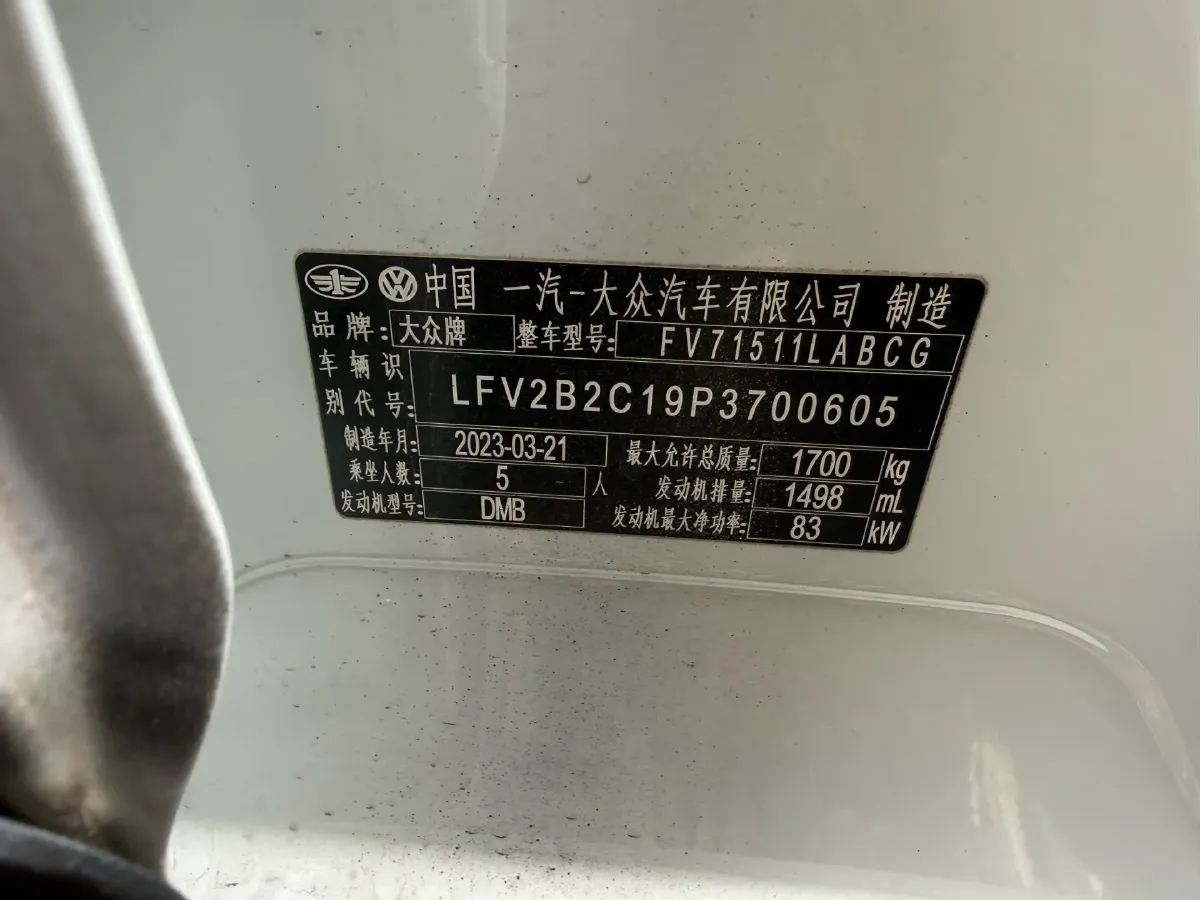 中国 一汽-大众汽车有限公司 制造
品牌: 大众牌 整车型号: FV71511LABCG
车辆识别代号: LFV2B2C19P3700605
制造年月: 2023-03-21 最大允许总质量: 1700 kg
乘坐人数: 5 人 发动机排量: 1498 mL
发动机型号: DMB 发动机最大净功率: 83 kW